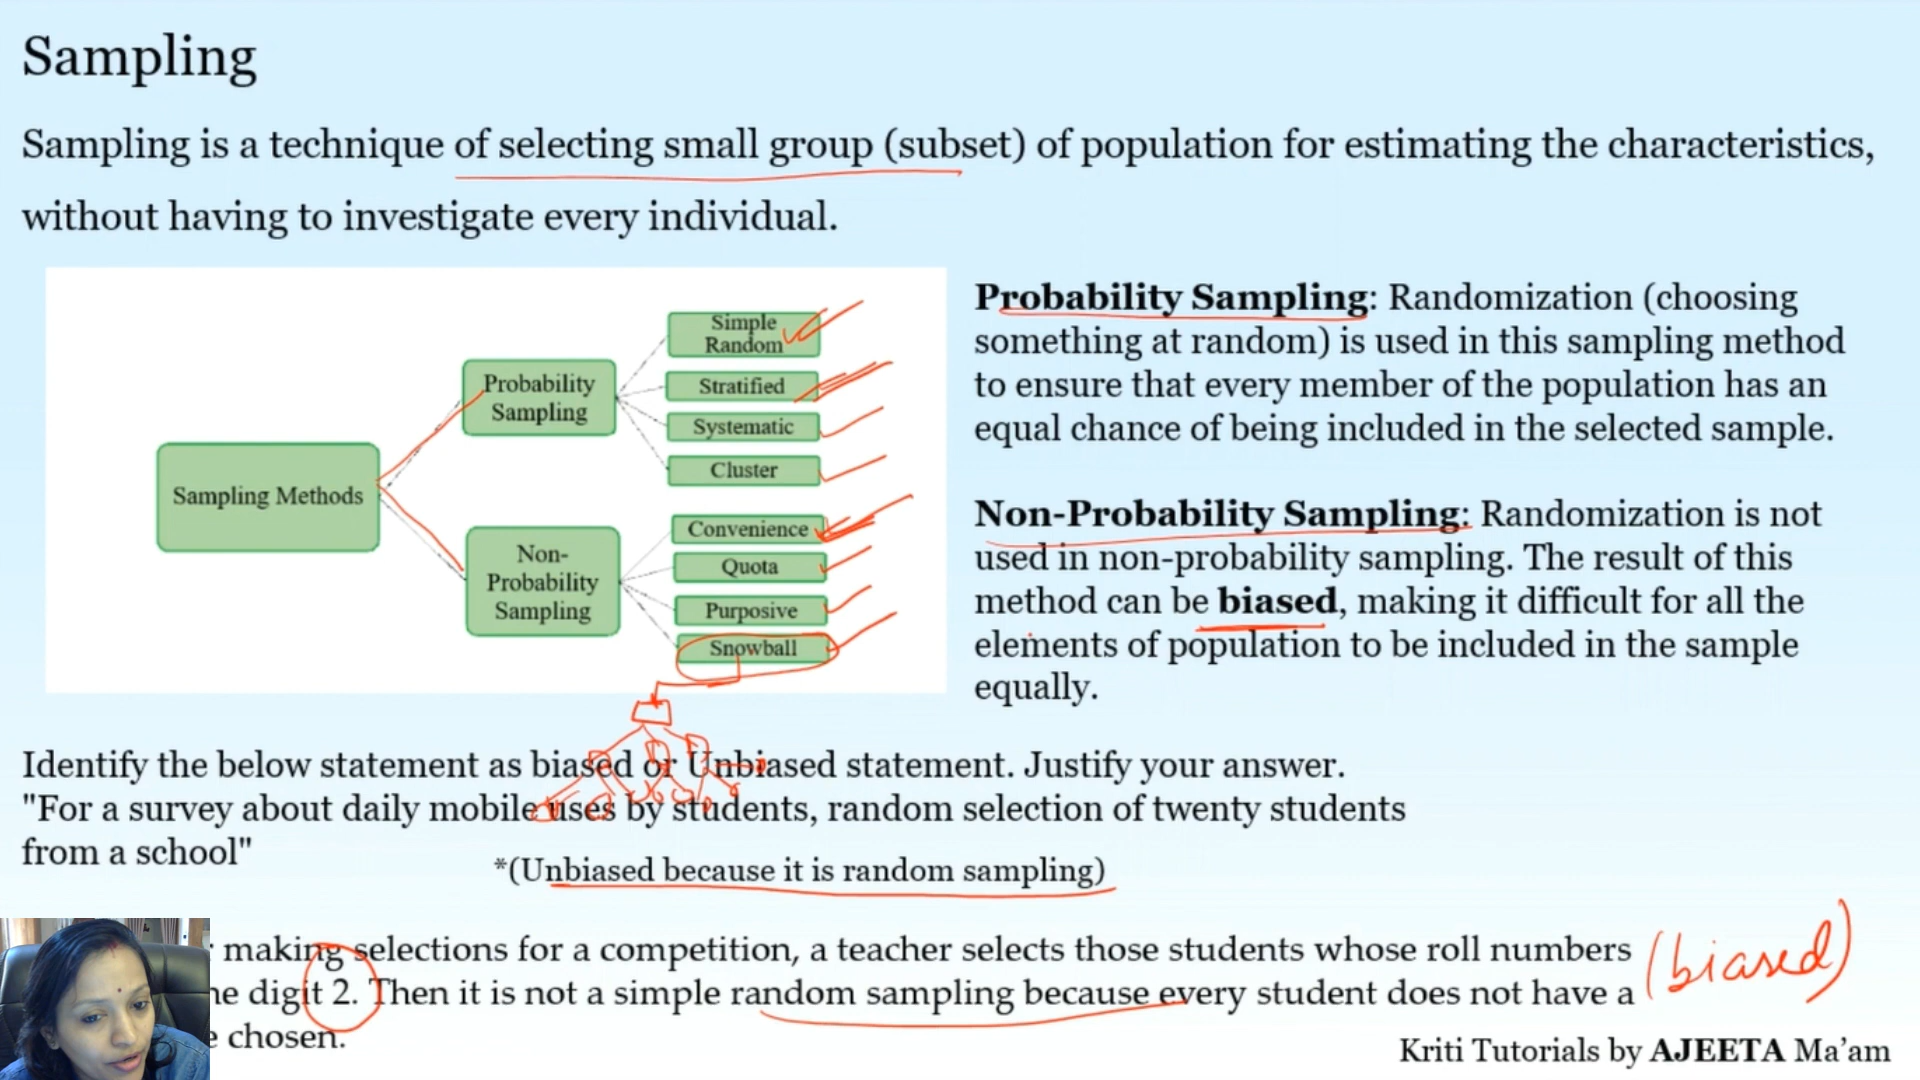 Sampling
Sampling is a technique of selecting small group (subset) of population for estimating the characteristics,
without having to investigate every individual.
Sampling Methods
Probability
Sampling
Non-
Probability
Sampling
Simple
Random
Stratified
Systematic
Cluster
Convenience
Quota
Purposive
Snowball
Probability Sampling: Randomization (choosing
something at random) is used in this sampling method
to ensure that every member of the population has an
equal chance of being included in the selected sample.
Non-Probability Sampling: Randomization is not
used in non-probability sampling. The result of this
method can be biased, making it difficult for all the
elements of population to be included in the sample
equally.
Identify the below statement as biased or Unbiased statement. Justify your answer.
"For a survey about daily mobile uses by students, random selection of twenty students
from a school"
*(Unbiased because it is random sampling)
making selections for a competition, a teacher selects those students whose roll numbers
digit 2. Then it is not a simple random sampling because every student does not have a
chosen.
(biased)
Kriti Tutorials by AJEETA Ma'am